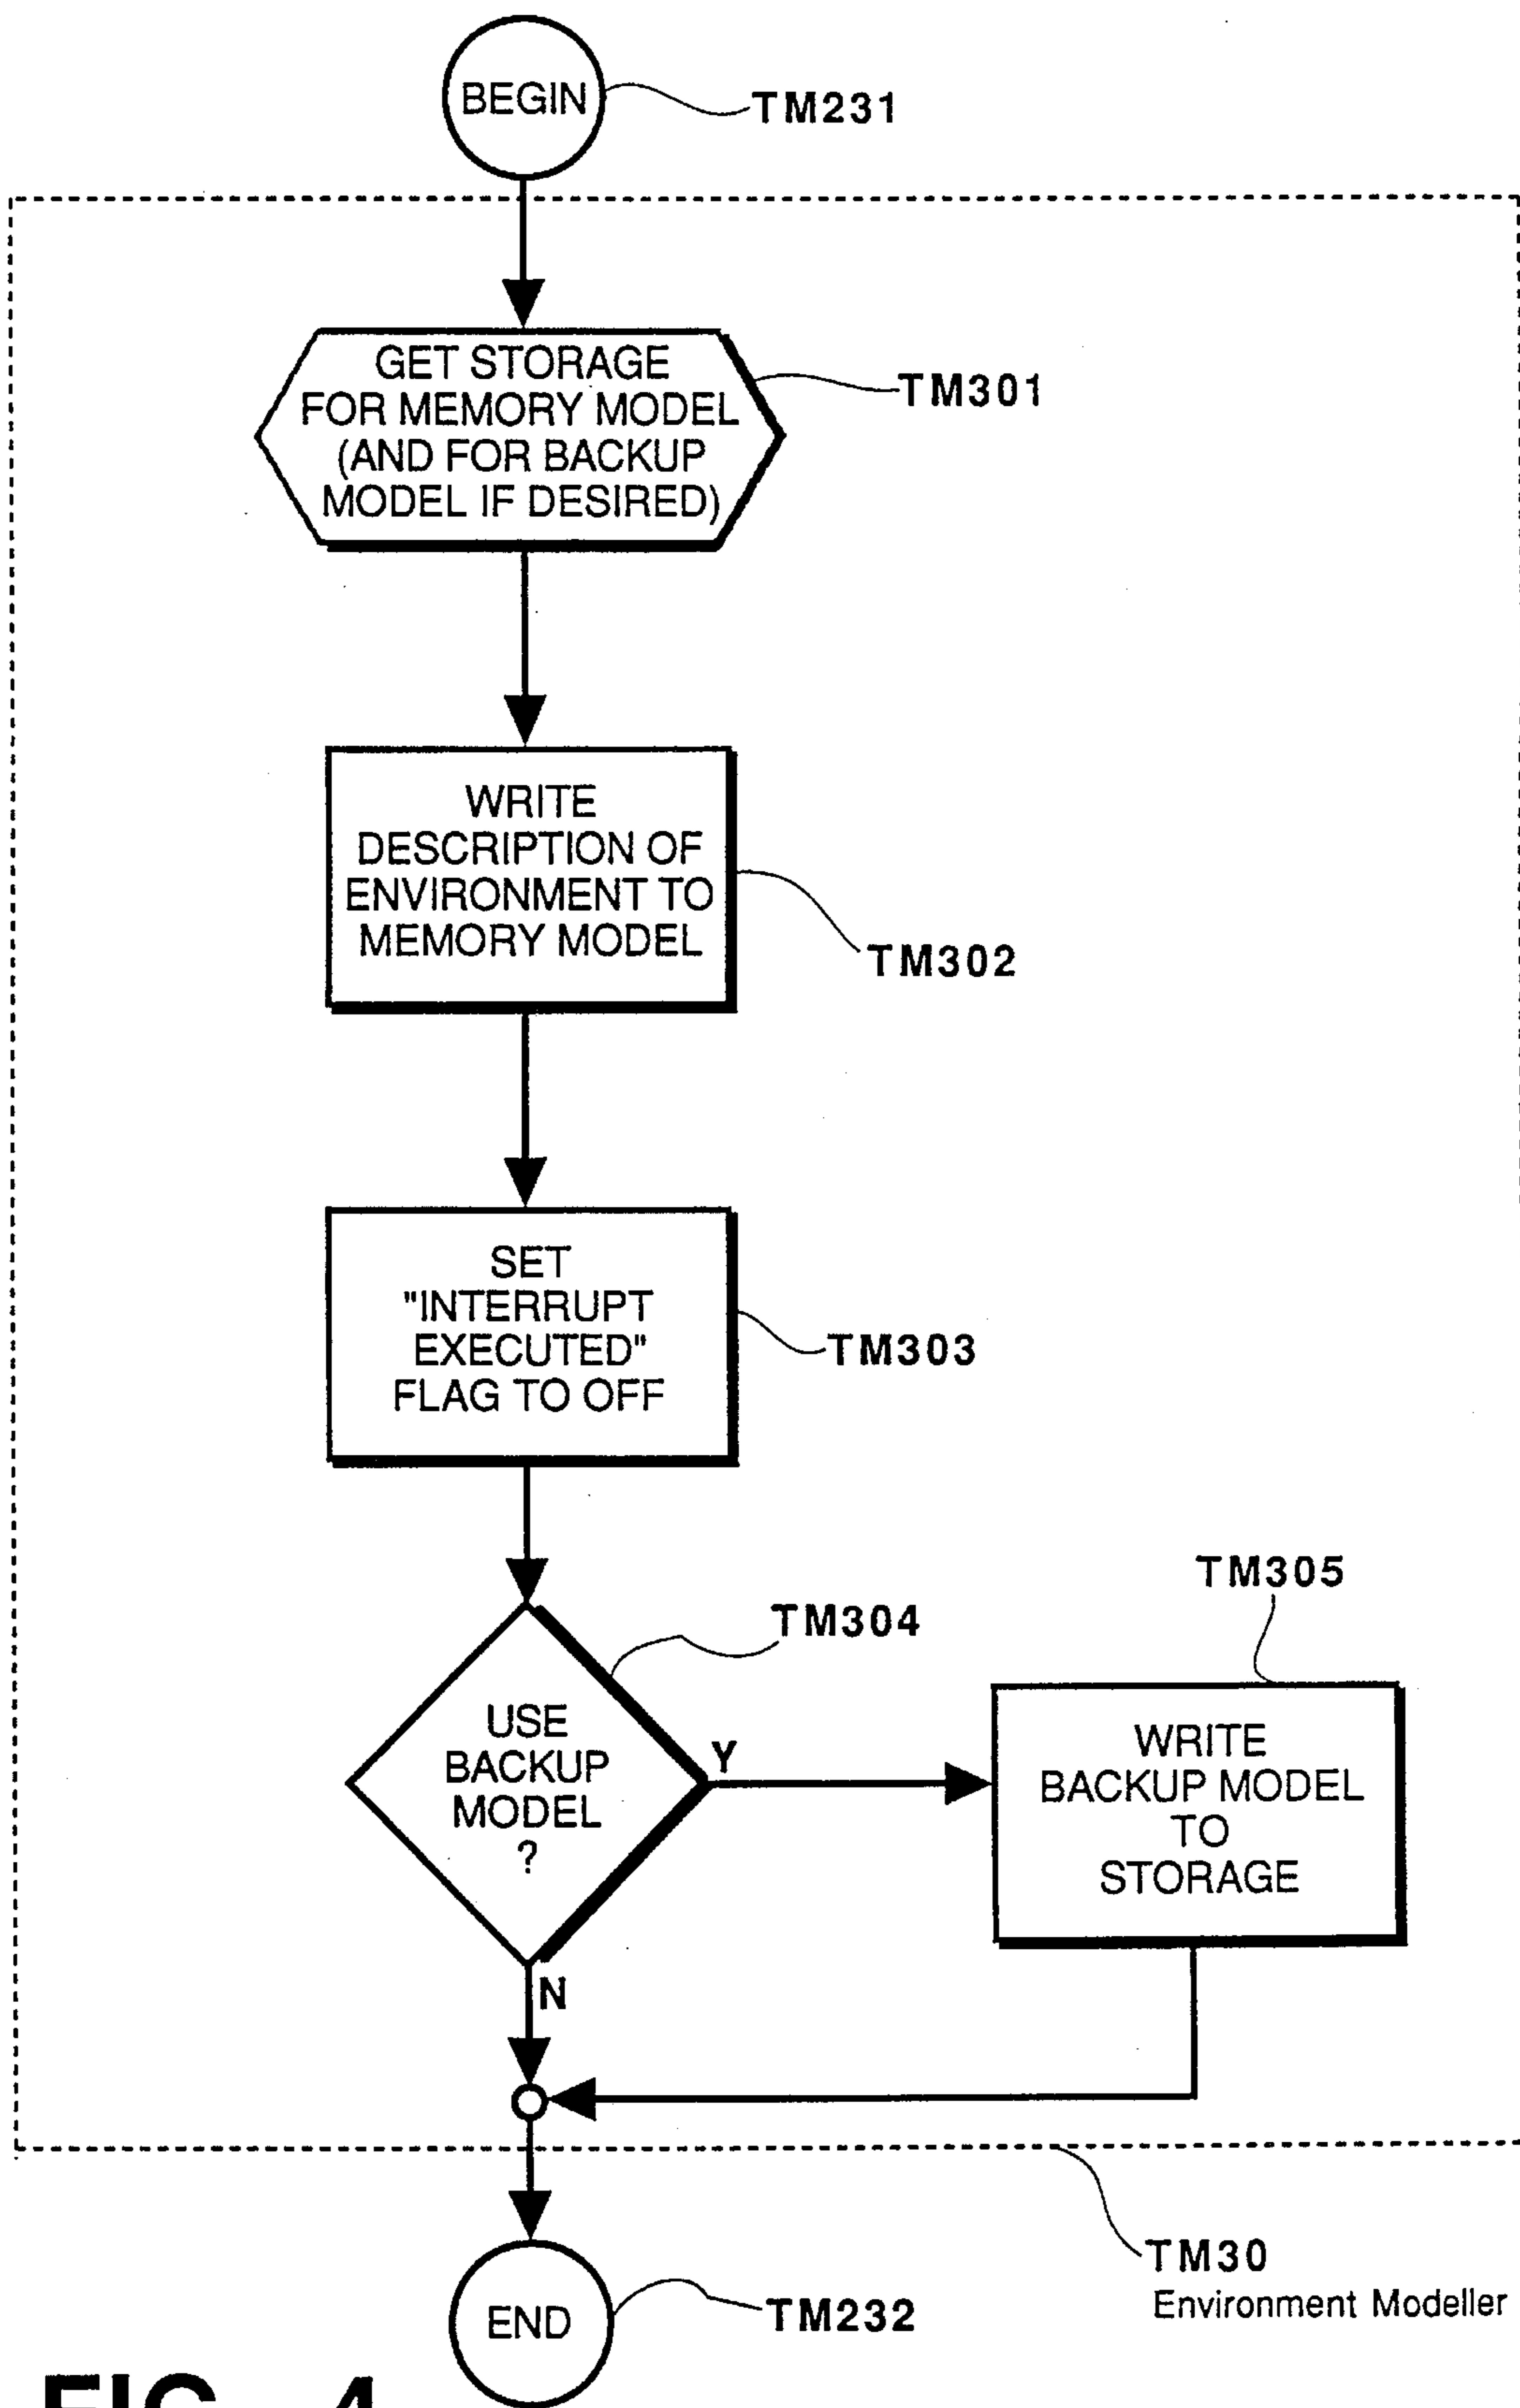 BEGIN
TM231
GET STORAGE
FOR MEMORY MODEL
(AND FOR BACKUP
MODEL IF DESIRED)
TM301
WRITE
DESCRIPTION OF
ENVIRONMENT TO
MEMORY MODEL
TM302
SET
"INTERRUPT
EXECUTED"
FLAG TO OFF
TM303
TM304
TM305
USE
BACKUP
MODEL
?
Y
N
WRITE
BACKUP MODEL
TO
STORAGE
TM30
Environment Modeller
END
TM232
FIG. 4